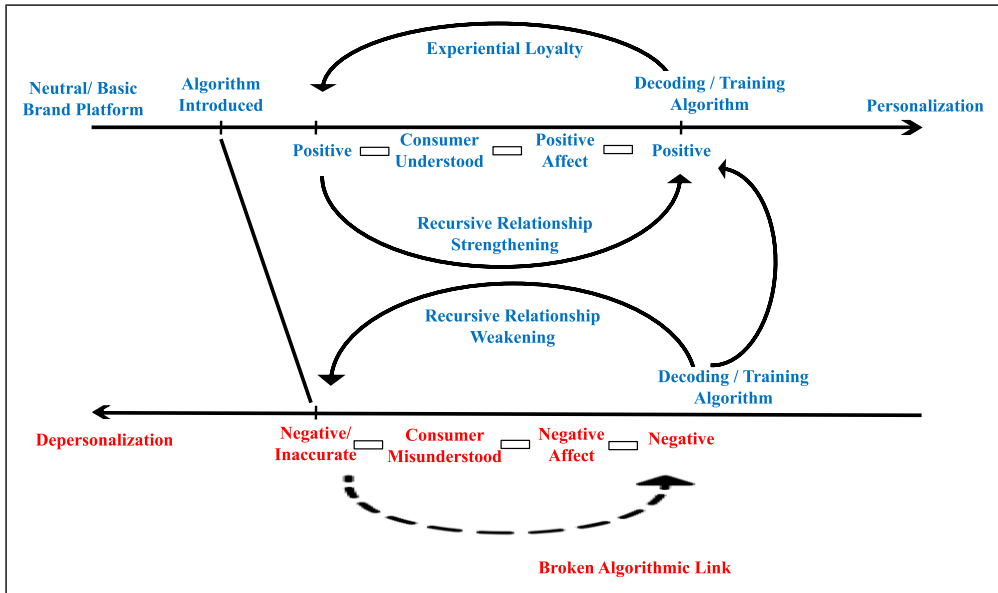 Experiential Loyalty
Neutral/ Basic
Brand Platform
Algorithm
Introduced
Decoding / Training
Algorithm
Personalization
Positive
Consumer
Understood
Positive
Affect
Positive
Recursive Relationship
Strengthening
Recursive Relationship
Weakening
Decoding / Training
Algorithm
Depersonalization
Negative/
Inaccurate
Consumer
Misunderstood
Negative
Affect
Negative
Broken Algorithmic Link